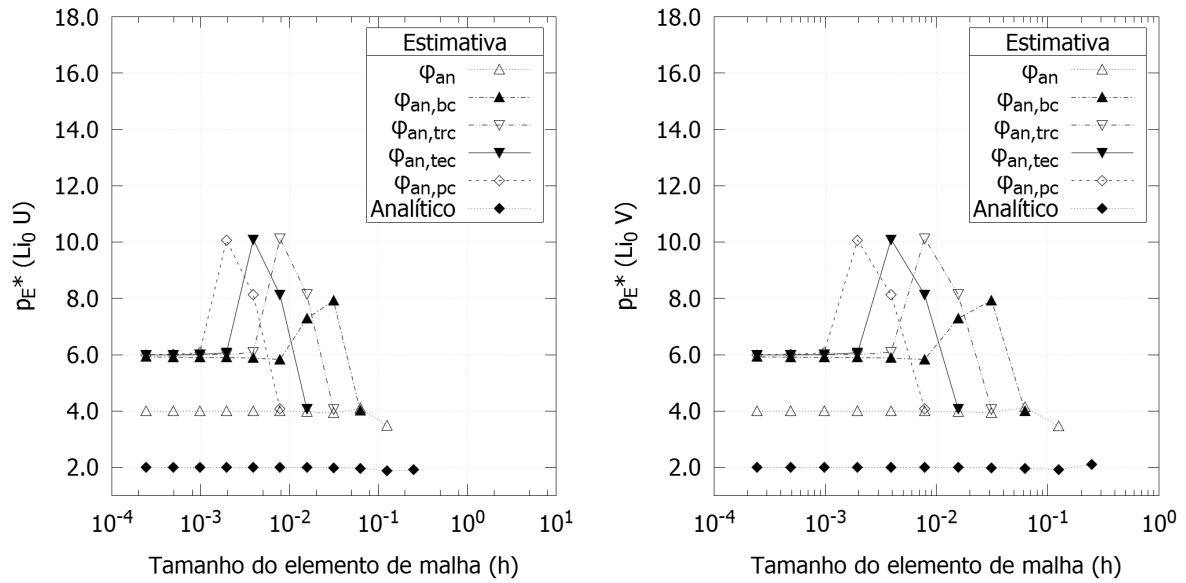 18.0
16.0
14.0
12.0
10.0
8.0
6.0
4.0
2.0
pE* (Li0 U)
Estimativa
φan
φan,bc
φan,trc
φan,tec
φan,pc
Analítico
10-4 10-3 10-2 10-1 100 101
Tamanho do elemento de malha (h)
18.0
16.0
14.0
12.0
10.0
8.0
6.0
4.0
2.0
pE* (Li0 V)
Estimativa
φan
φan,bc
φan,trc
φan,tec
φan,pc
Analítico
10-4 10-3 10-2 10-1 100
Tamanho do elemento de malha (h)